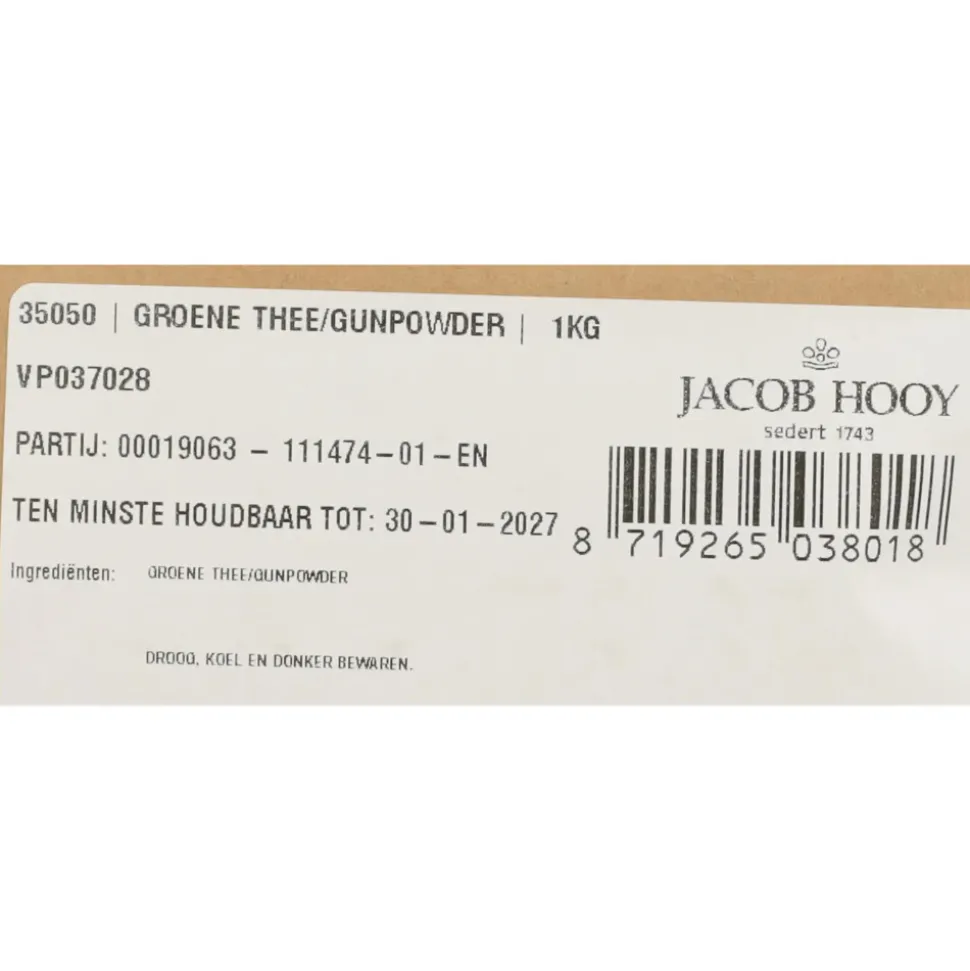 35050 | GROENE THEE/GUNPOWDER | 1KG
VP037028
JACOB HOOY
sedert 1743
PARTIJ: 00019063 - 111474-01-EN
TEN MINSTE HOUDBAAR TOT: 30-01-2027
8 719265 038018
Ingrediënten: GROENE THEE/GUNPOWDER
DROOG, KOEL EN DONKER BEWAREN.